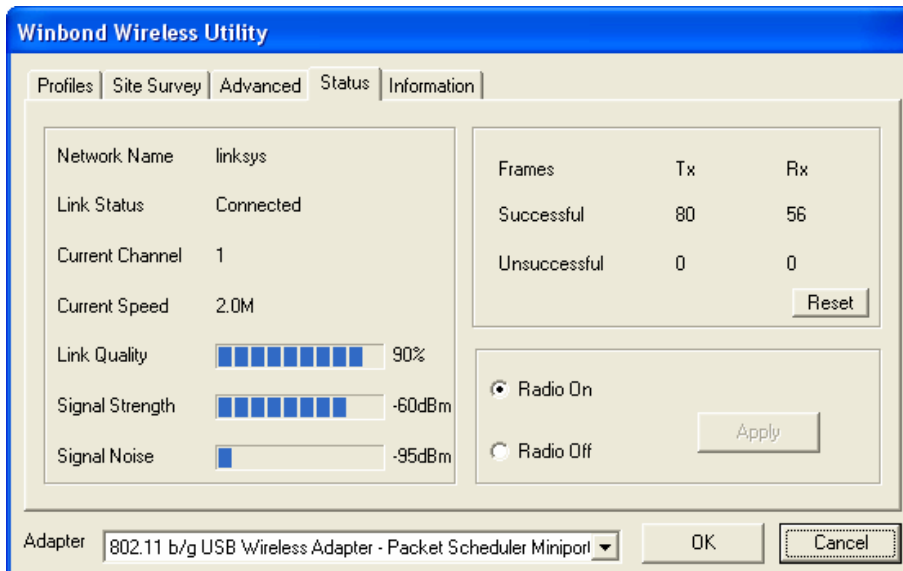 Winbond Wireless Utility
Profiles Site Survey Advanced Status Information
Network Name linksys
Link Status Connected
Current Channel 1
Current Speed 2.0M
Link Quality 90%
Signal Strength -60dBm
Signal Noise -95dBm
Frames Tx Rx
Successful 80 56
Unsuccessful 0 0
Reset
Radio On
Radio Off
Apply
Adapter 802.11 b/g USB Wireless Adapter - Packet Scheduler Miniport
OK Cancel